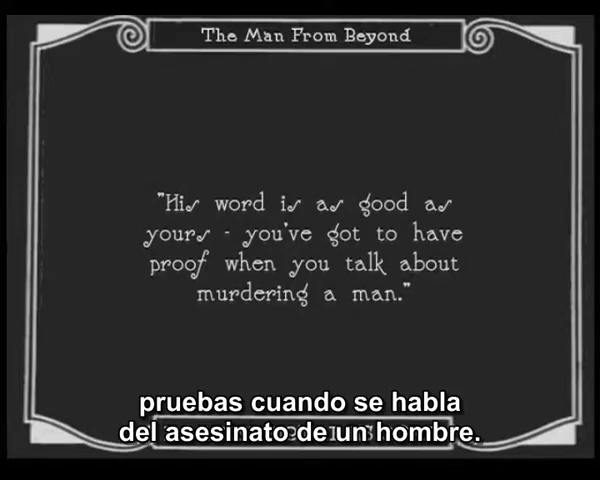 The Man From Beyond
"His word is as good as
yours - you've got to have
proof when you talk about
murdering a man."
pruebas cuando se habla
del asesinato de un hombre.